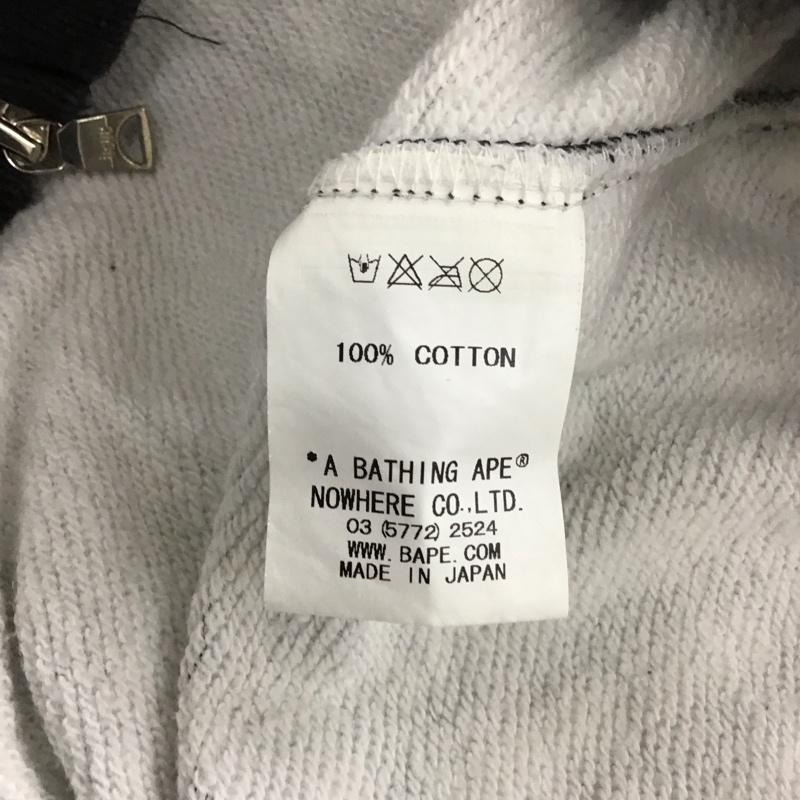 100% COTTON
*A BATHING APE®
NOWHERE CO.,LTD.
03 (5772) 2524
WWW. BAPE. COM
MADE IN JAPAN